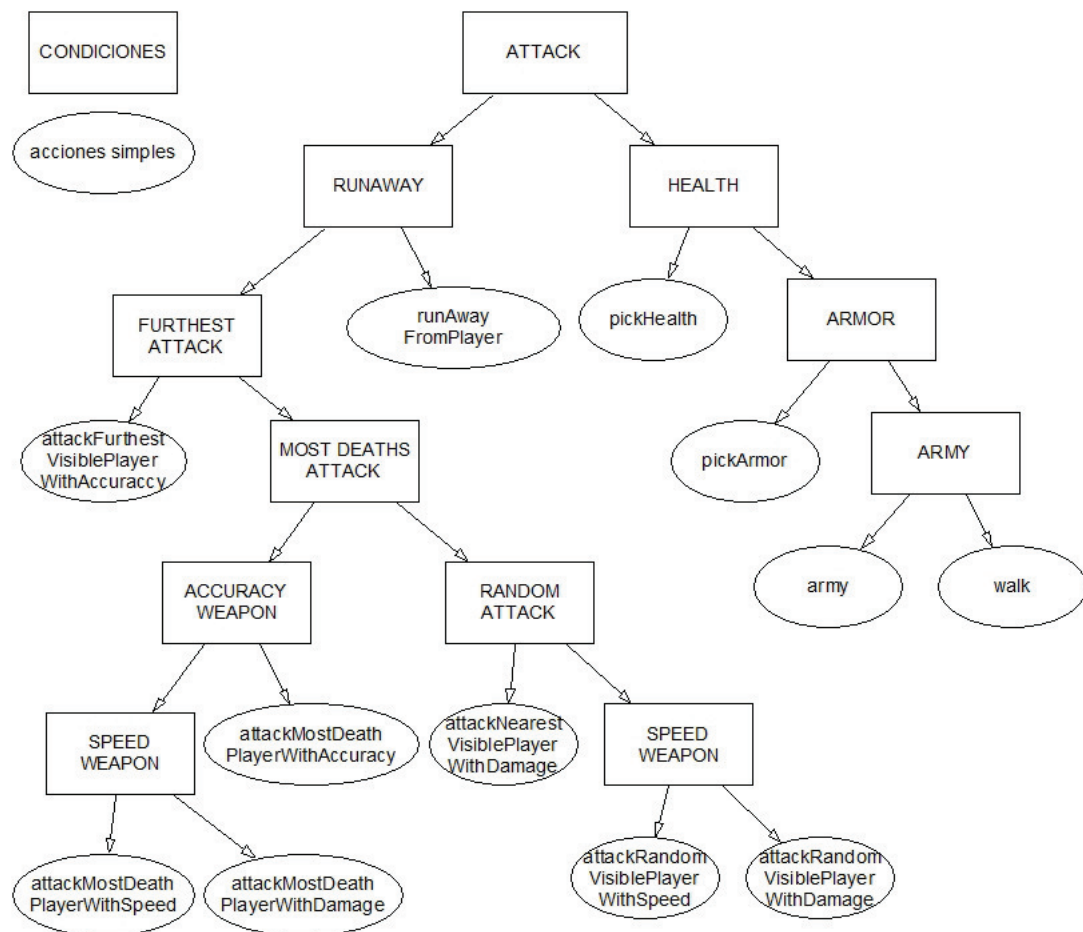 CONDICIONES
ATTACK
acciones simples
RUNAWAY
HEALTH
FURTHEST
ATTACK
runAway
FromPlayer
pickHealth
ARMOR
attackFurthest
VisiblePlayer
WithAccuraccy
MOST DEATHS
ATTACK
pickArmor
ARMY
ACCURACY
WEAPON
RANDOM
ATTACK
army
walk
SPEED
WEAPON
attackMostDeath
PlayerWithAccuracy
attackNearest
VisiblePlayer
WithDamage
SPEED
WEAPON
attackMostDeath
PlayerWithSpeed
attackMostDeath
PlayerWithDamage
attackRandom
VisiblePlayer
WithSpeed
attackRandom
VisiblePlayer
WithDamage